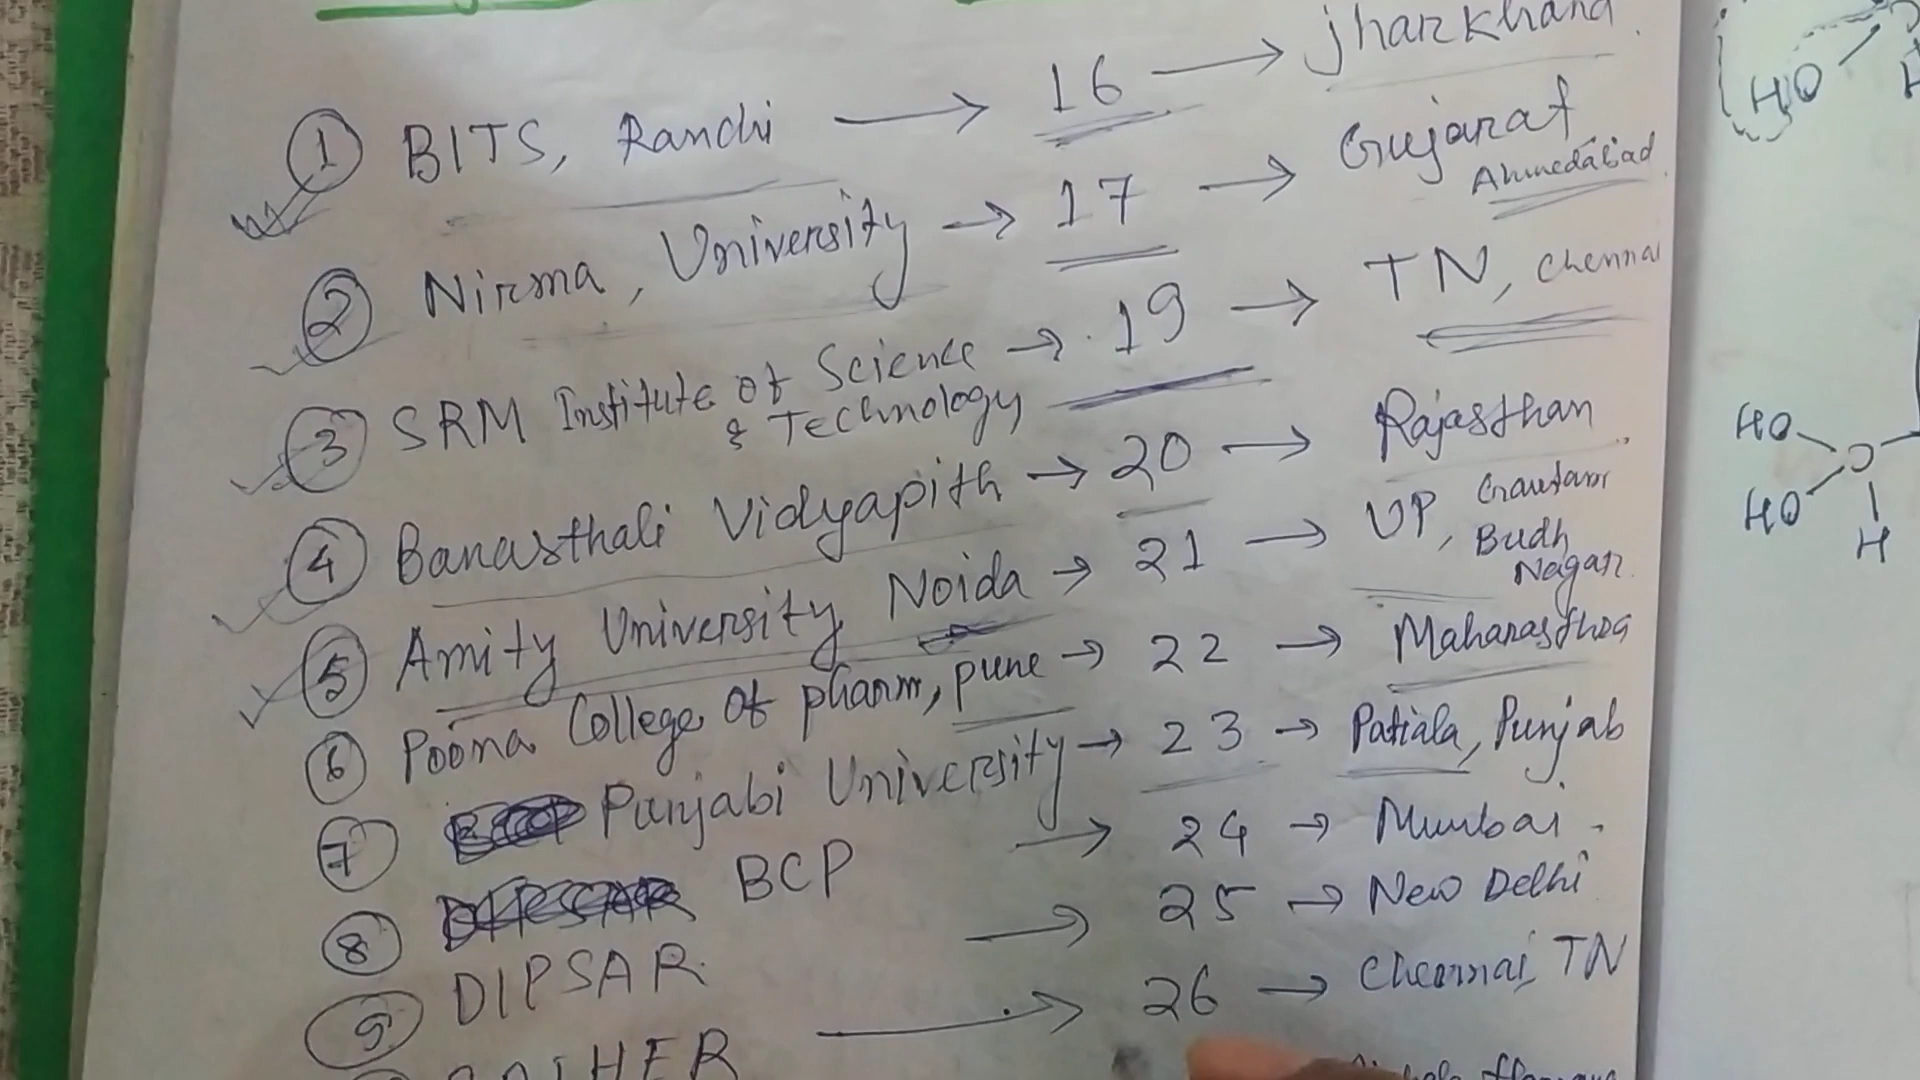 ① BITS, Ranchi → 16 → Jharkhand.
② Nirma, University → 17 → Gujarat
Ahmedabad
③ SRM Institute of Science → 19 → TN, Chennai
& Technology
④ Banasthali Vidyapith → 20 → Rajasthan
⑤ Amity University Noida → 21 → UP, Gautam
Budh
Nagar
⑥ Poona College of pharm, pune → 22 → Maharasthra
⑦ Punjabi University → 23 → Patiala, Punjab
⑧ BCP → 24 → Mumbai
⑨ DIPSAR → 25 → New Delhi
→ 26 → Chennai, TN
HO
H
HO
HO
H